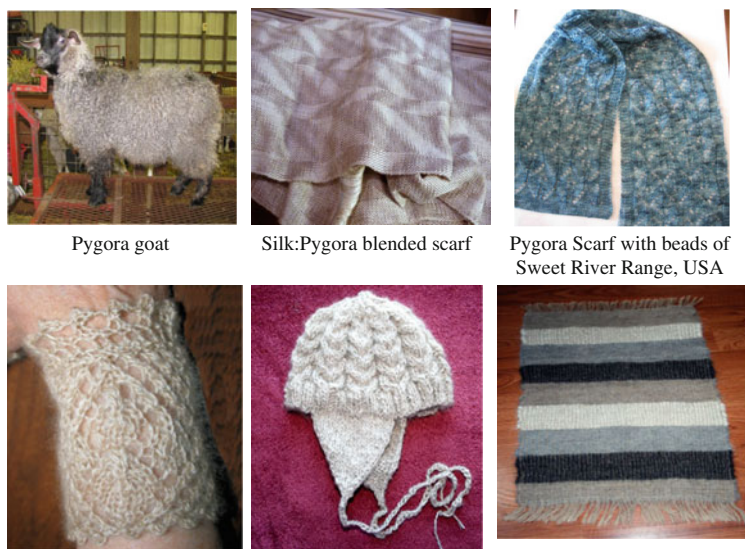 Pygora goat
Silk:Pygora blended scarf
Pygora Scarf with beads of
Sweet River Range, USA